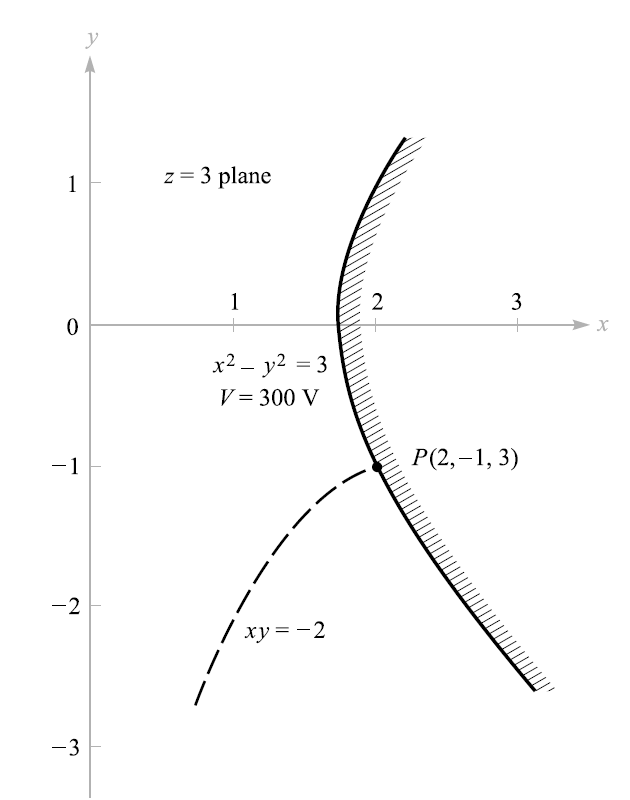 y
1
z = 3 plane
1
2
3
0
x
x² − y² = 3
V = 300 V
−1
P(2, −1, 3)
−2
xy = −2
−3